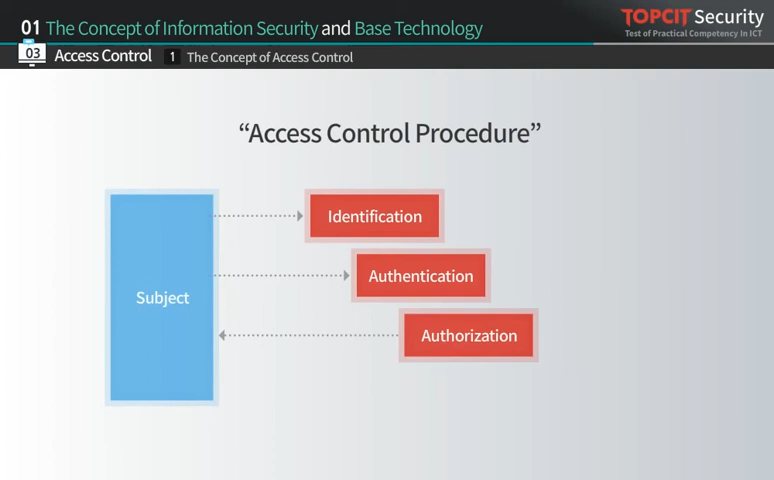 01 The Concept of Information Security and Base Technology
TOPCIT Security
Test of Practical Competency In ICT
03 Access Control 1 The Concept of Access Control
“Access Control Procedure”
Identification
Authentication
Subject
Authorization